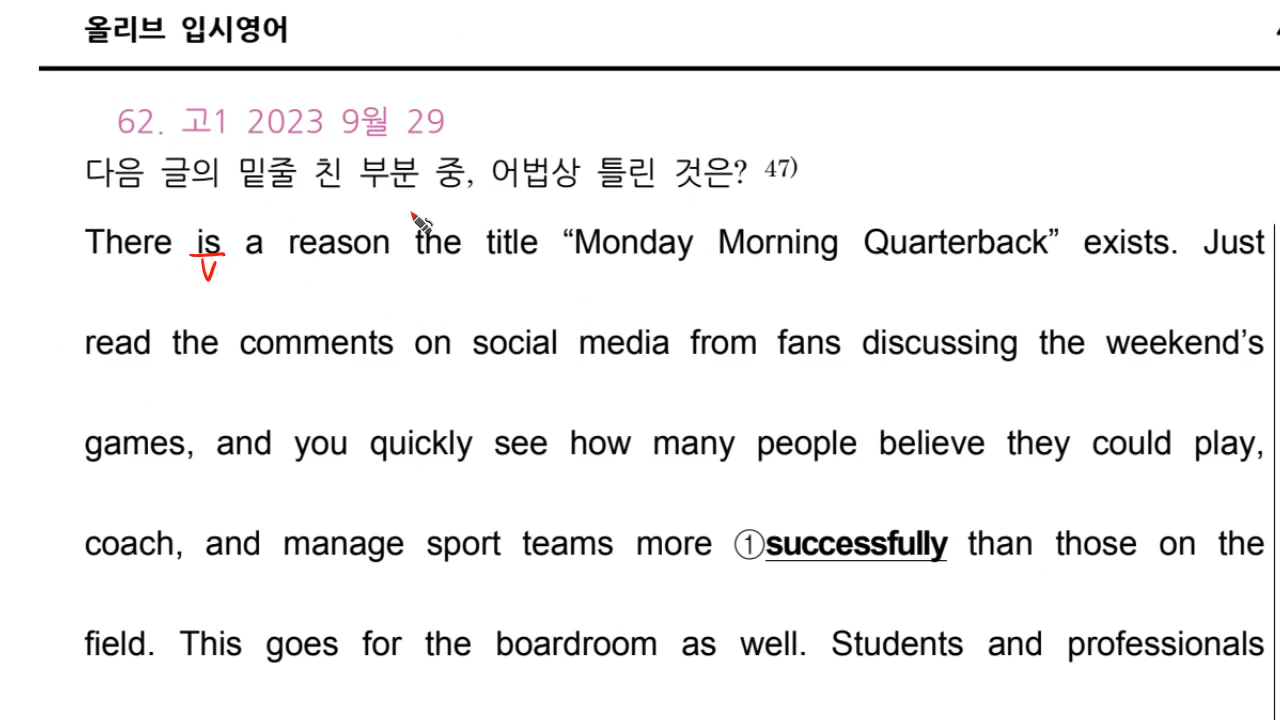 올리브 입시영어
62. 고1 2023 9월 29
다음 글의 밑줄 친 부분 중, 어법상 틀린 것은? 47)
There is a reason the title “Monday Morning Quarterback” exists. Just
V
read the comments on social media from fans discussing the weekend’s
games, and you quickly see how many people believe they could play,
coach, and manage sport teams more ①successfully than those on the
field. This goes for the boardroom as well. Students and professionals